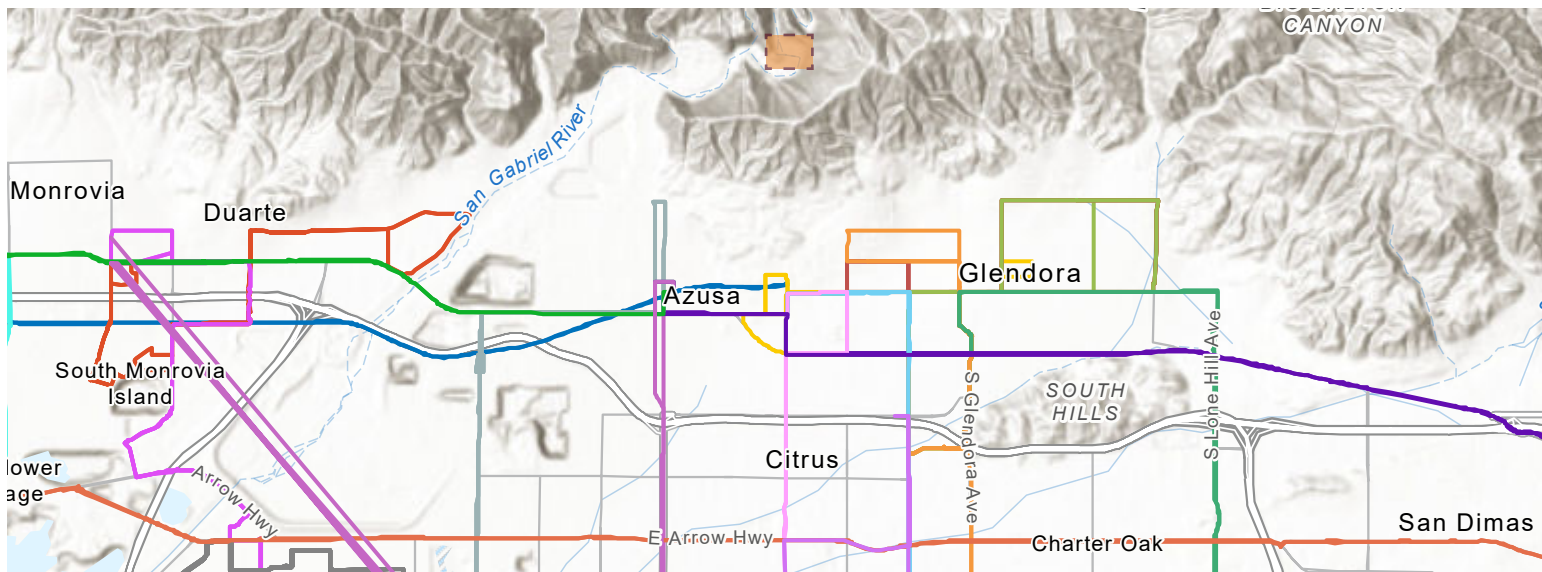 CANYON
San Gabriel River
Monrovia
Duarte
Glendora
Azusa
South Monrovia
Island
S Lone Hill Ave
SOUTH
HILLS
S Glendora Ave
Citrus
Arrow Hwy
San Dimas
E Arrow Hwy
Charter Oak